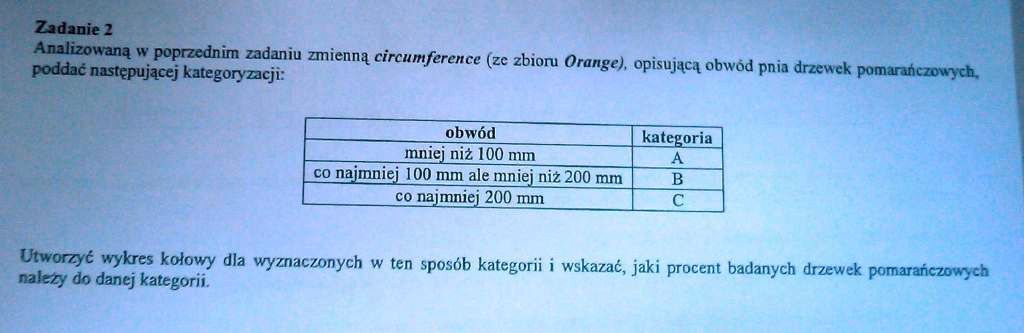 Zadanie 2
Analizowaną w poprzednim zadaniu zmienną circumference (ze zbioru Orange), opisującą obwód pnia drzewek pomarańczowych,
poddać następującej kategoryzacji:
obwód kategoria
mniej niż 100 mm A
co najmniej 100 mm ale mniej niż 200 mm B
co najmniej 200 mm C
Utworzyć wykres kołowy dla wyznaczonych w ten sposób kategorii i wskazać, jaki procent badanych drzewek pomarańczowych
należy do danej kategorii.